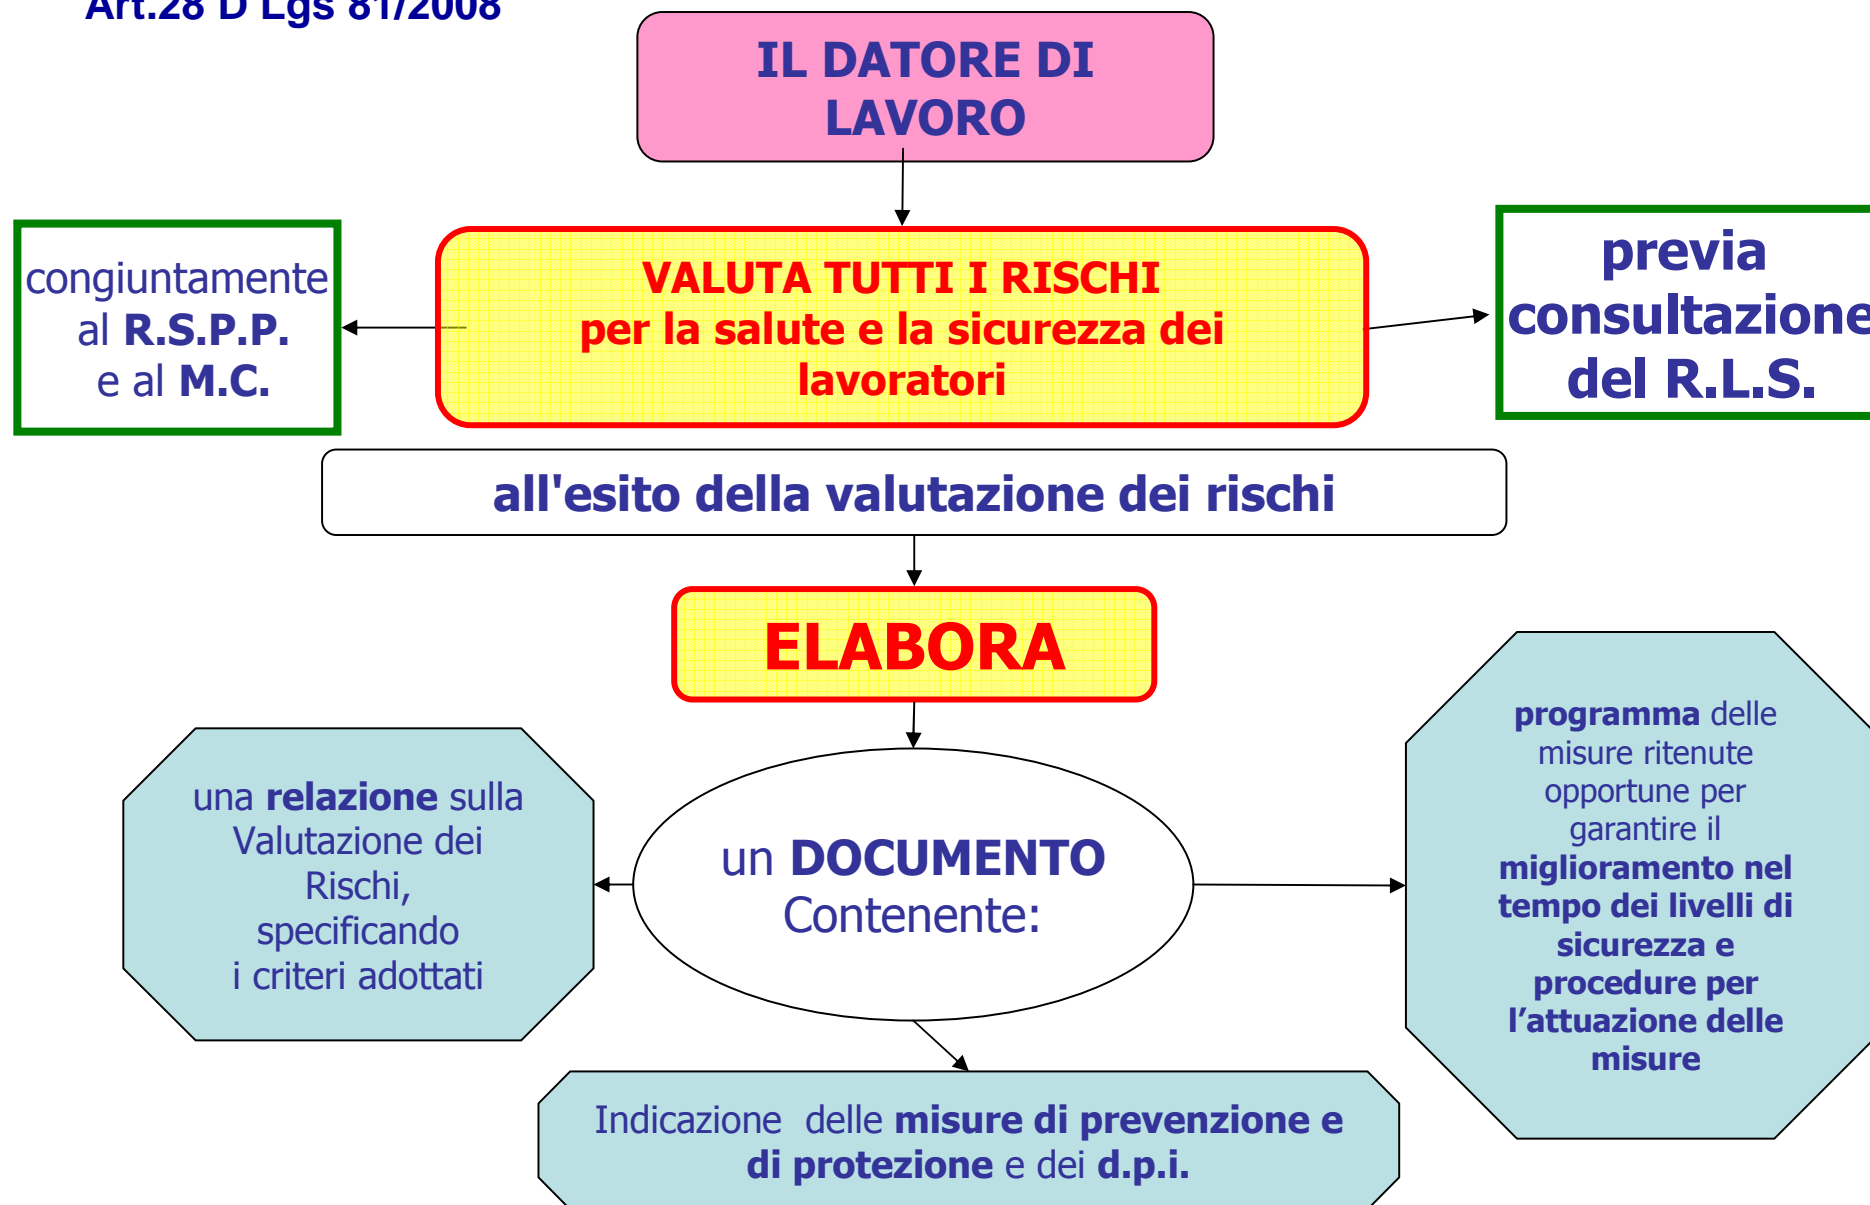 Art.28 D Lgs 81/2008
IL DATORE DI
LAVORO
congiuntamente
al R.S.P.P.
e al M.C.
VALUTA TUTTI I RISCHI
per la salute e la sicurezza dei
lavoratori
previa
consultazione
del R.L.S.
all'esito della valutazione dei rischi
ELABORA
una relazione sulla
Valutazione dei
Rischi,
specificando
i criteri adottati
un DOCUMENTO
Contenente:
programma delle
misure ritenute
opportune per
garantire il
miglioramento nel
tempo dei livelli di
sicurezza e
procedure per
l’attuazione delle
misure
Indicazione delle misure di prevenzione e
di protezione e dei d.p.i.